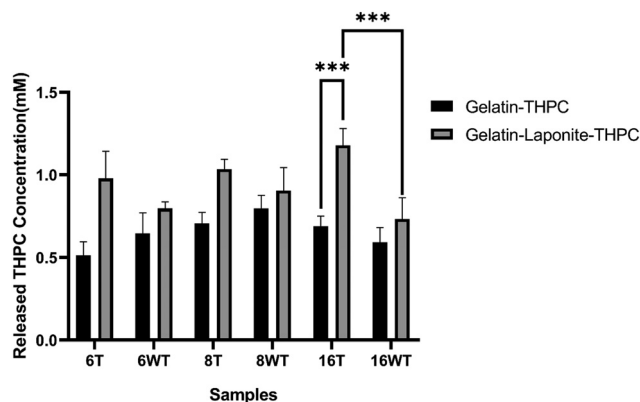 ***
***
1.5
1.0
0.5
0.0
Released THPC Concentration(mM)
6T 6WT 8T 8WT 16T 16WT
Samples
Gelatin-THPC
Gelatin-Laponite-THPC